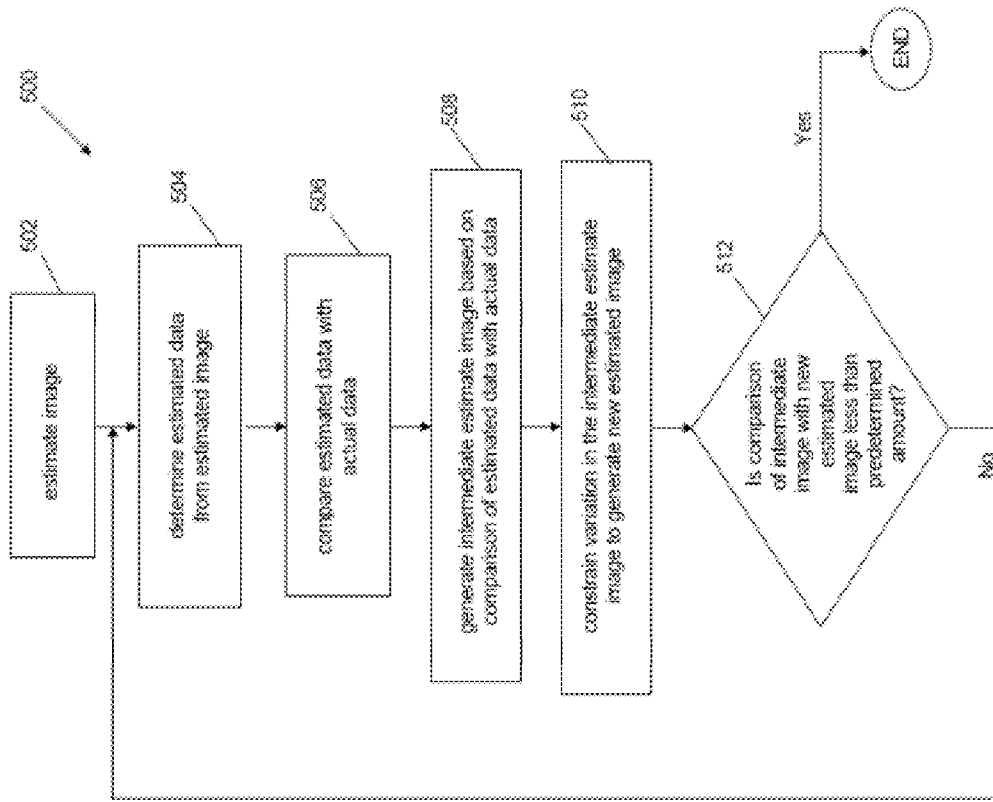 500
502
estimate image
504
determine estimated data
from estimated image
506
compare estimated data with
actual data
508
generate intermediate estimate image based on
comparison of estimated data with actual data
510
constrain variation in the intermediate estimate
image to generate new estimated image
512
Is comparison
of intermediate
image with new
estimated
image less than
predetermined
amount?
Yes
END
No